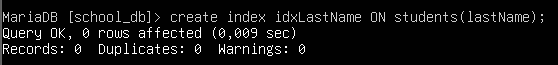 MariaDB [school_db]> create index idxLastName ON students(lastName);
Query OK, 0 rows affected (0,009 sec)
Records: 0  Duplicates: 0  Warnings: 0